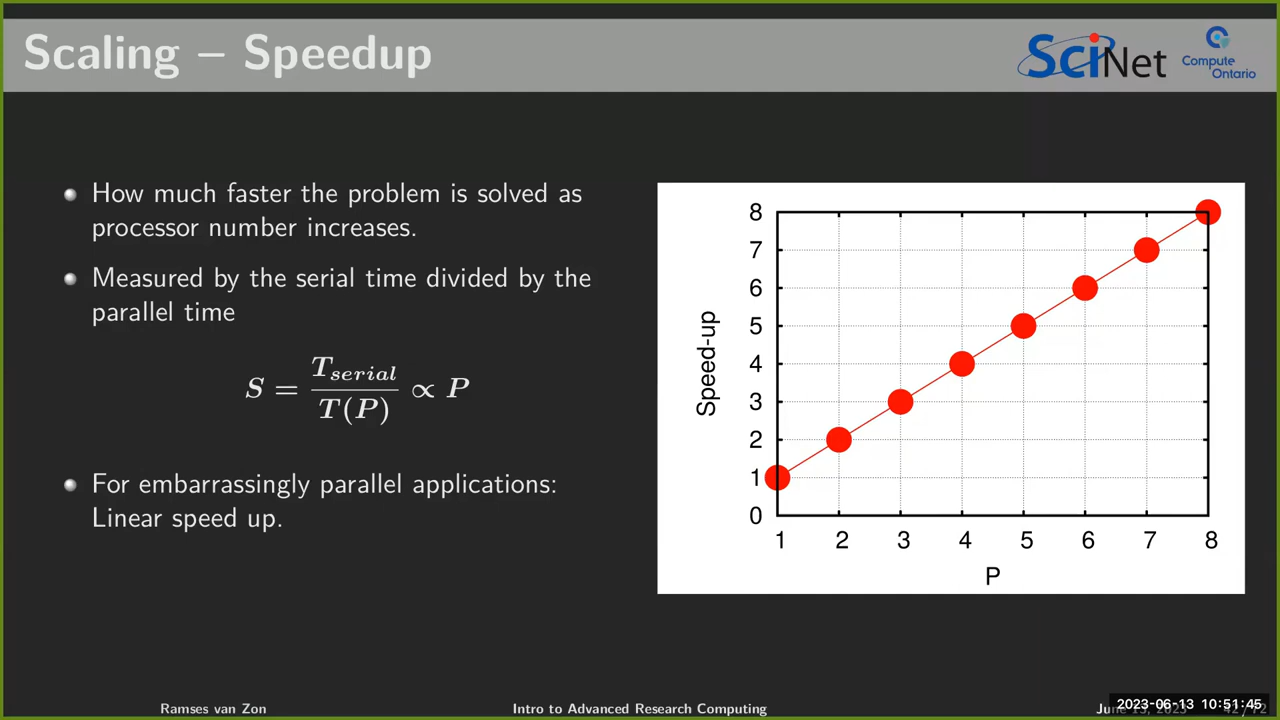 Scaling – Speedup
SciNet
Compute
Ontario
How much faster the problem is solved as
processor number increases.
Measured by the serial time divided by the
parallel time
S = T_serial / T(P) ∝ P
For embarrassingly parallel applications:
Linear speed up.
8
7
6
5
4
3
2
1
0
Speed-up
1 2 3 4 5 6 7 8
P
Ramses van Zon
Intro to Advanced Research Computing
2023-06-13 10:51:45